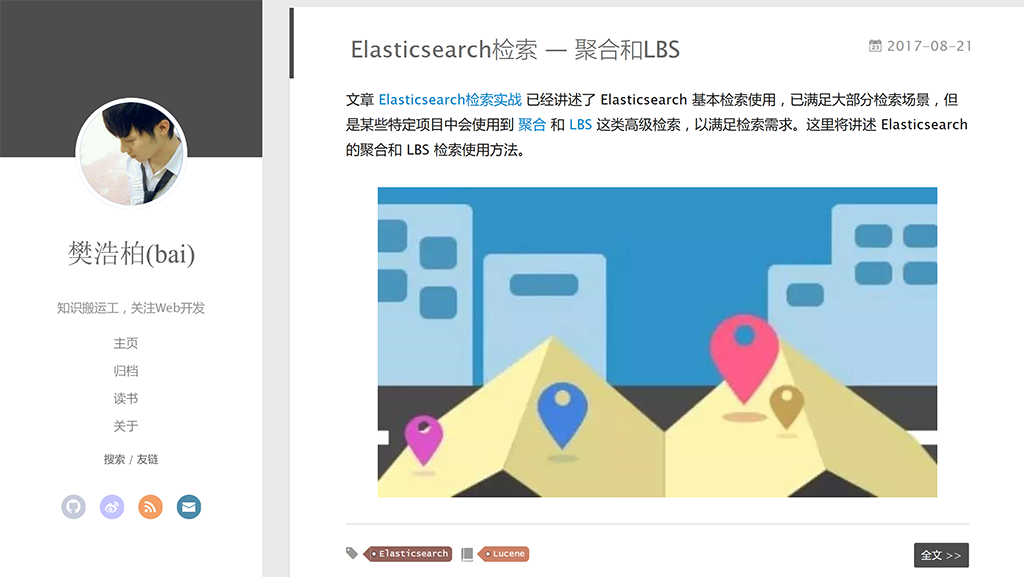 樊浩柏(bai)
知识搬运工，关注Web开发
主页
归档
读书
关于
搜索 / 友链
Elasticsearch检索 — 聚合和LBS
2017-08-21
文章 Elasticsearch检索实战 已经讲述了 Elasticsearch 基本检索使用，已满足大部分检索场景，但
是某些特定项目中会使用到 聚合 和 LBS 这类高级检索，以满足检索需求。这里将讲述 Elasticsearch
的聚合和 LBS 检索使用方法。
Elasticsearch
Lucene
全文 >>